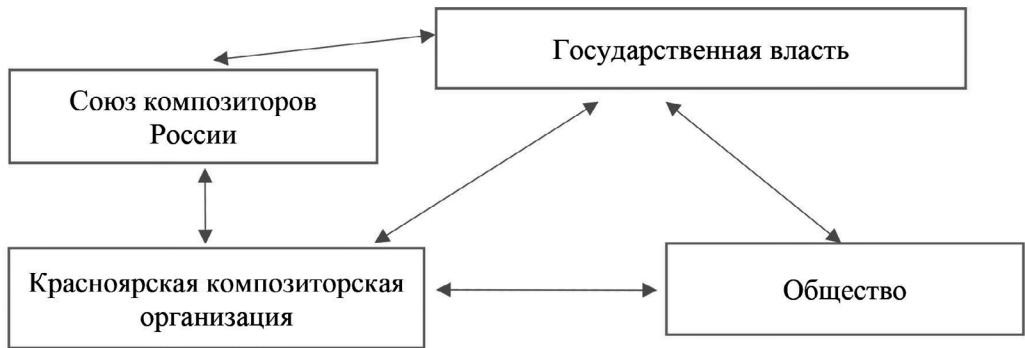 Государственная власть
Союз композиторов
России
Красноярская композиторская
организация
Общество